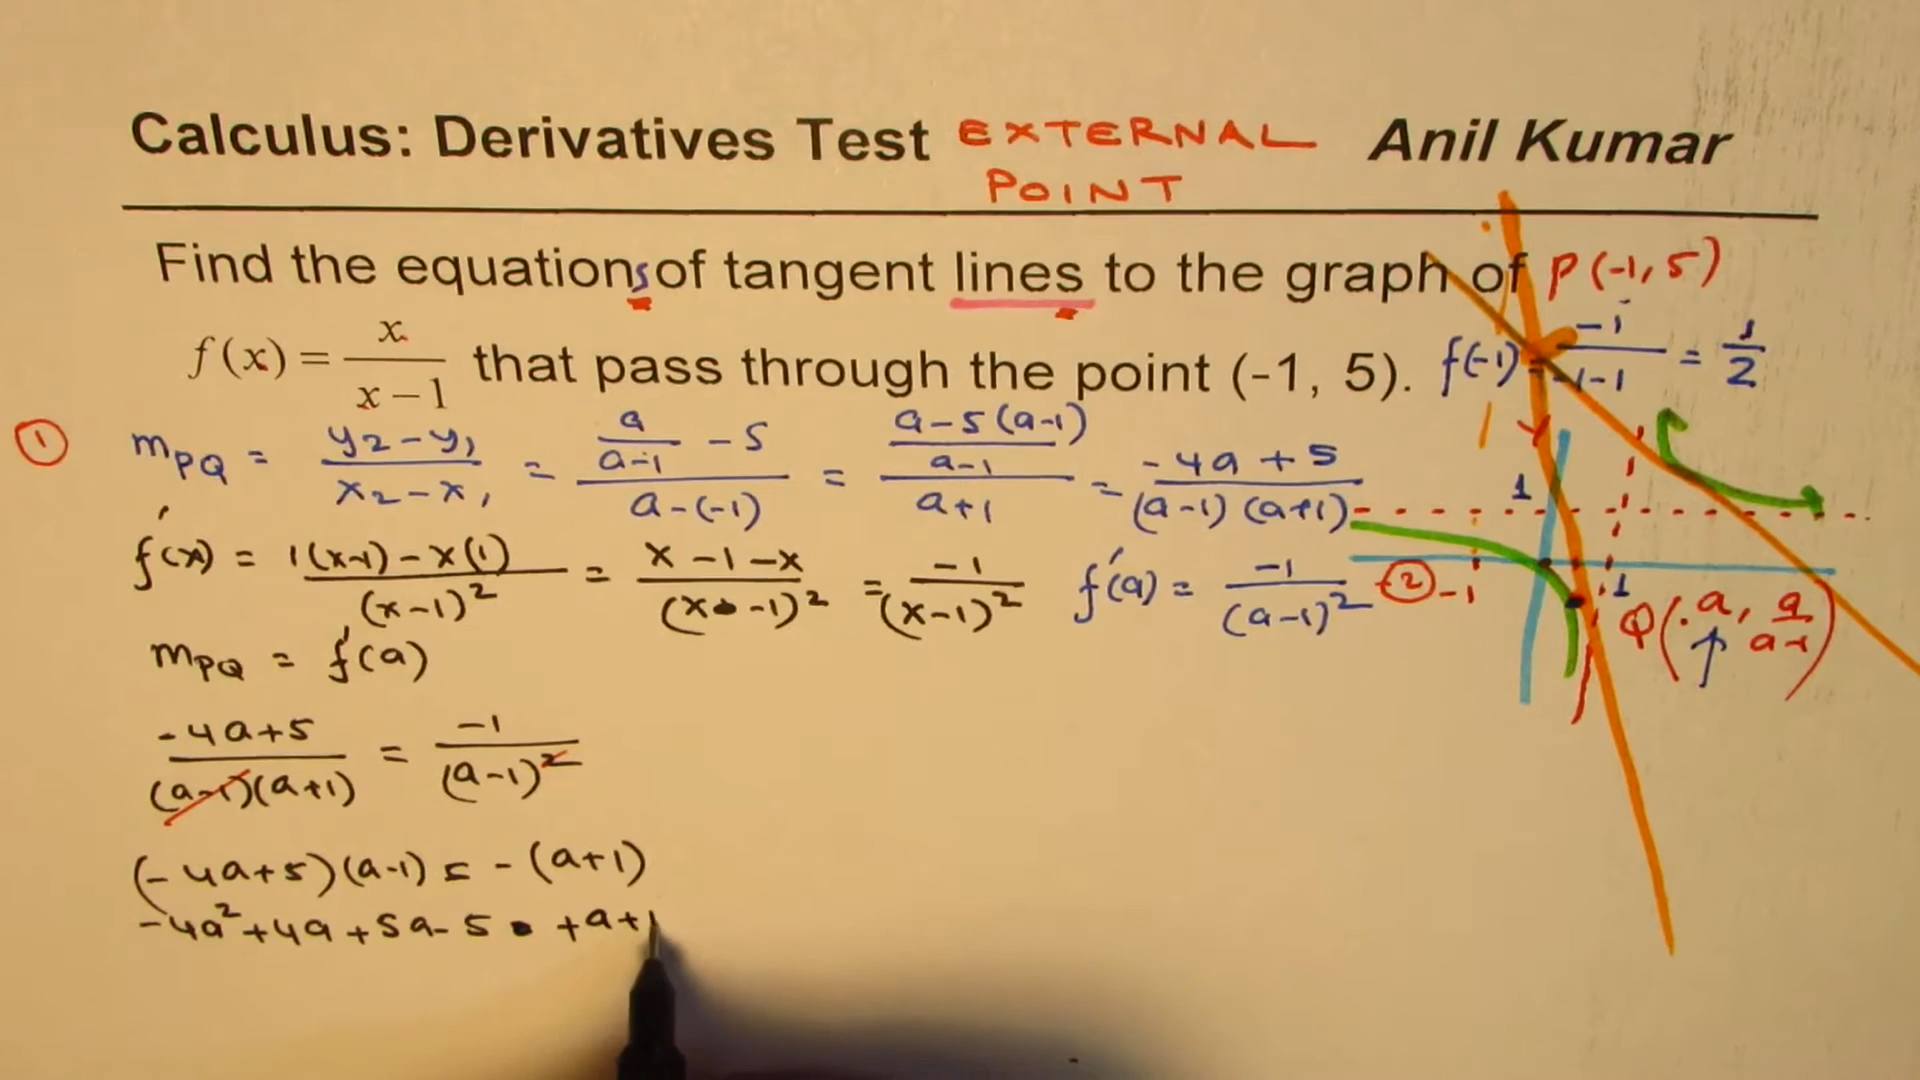 Calculus: Derivatives Test EXTERNAL POINT Anil Kumar
Find the equations of tangent lines to the graph of P(-1, 5)
f(x) = x/(x-1) that pass through the point (-1, 5). f(-1) = -1/(-1-1) = 1/2
① mPQ = (y2-y1)/(x2-x1) = (a/(a-1) - 5)/(a-(-1)) = ((a-5(a-1))/(a-1))/(a+1) = (-4a+5)/((a-1)(a+1))
1
f'(x) = (1(x-1)-x(1))/(x-1)² = (x-1-x)/(x-1)² = -1/(x-1)² f'(a) = -1/(a-1)² ②
-1 1
Q(a, a/(a-1))
mPQ = f'(a)
(-4a+5)/((a-1)(a+1)) = -1/(a-1)²
(-4a+5)(a-1) = -(a+1)
-4a²+4a+5a-5 +a+1